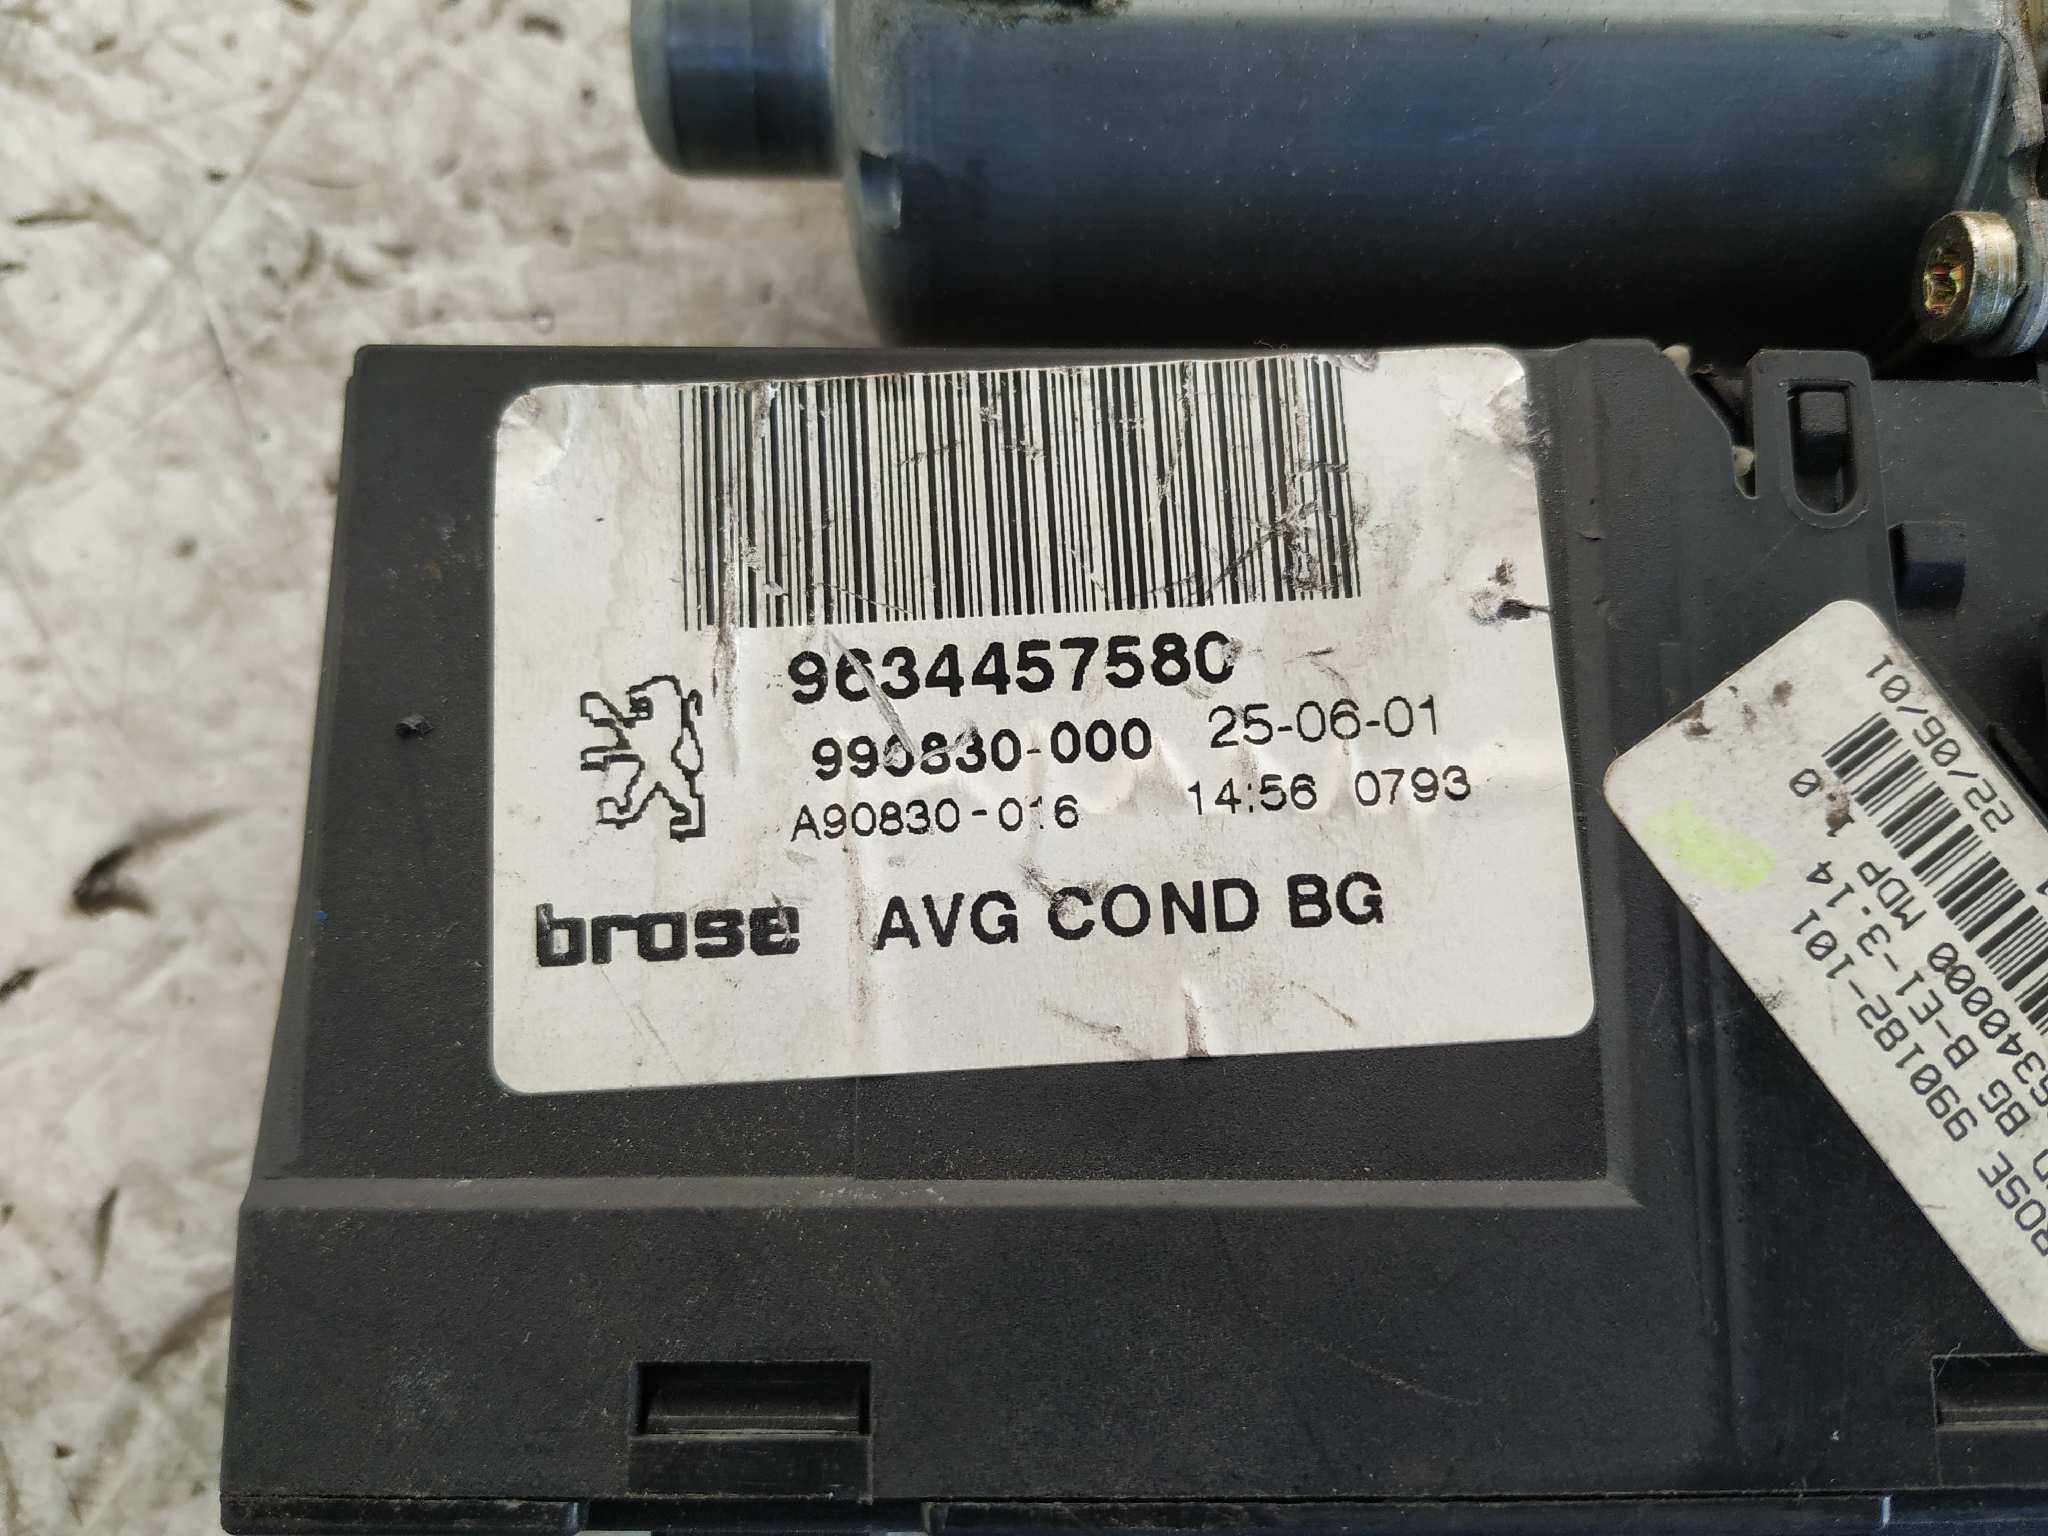 9634457580
990830-000 25-06-01
A90830-016 14:56 0793
brose AVG COND BG
22/06/01
1.0
990182-101
BG B-E1-3.14
MDP